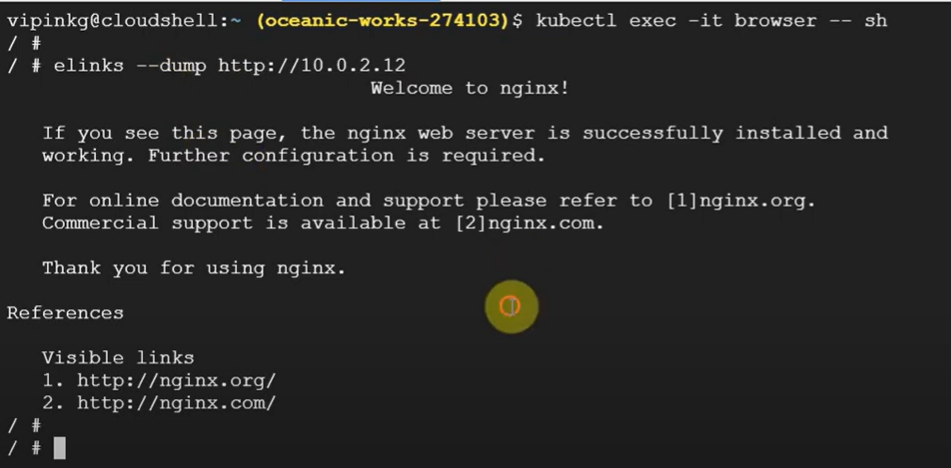 vipinkg@cloudshell:~ (oceanic-works-274103)$ kubectl exec -it browser -- sh
/ #
/ # elinks --dump http://10.0.2.12
Welcome to nginx!
If you see this page, the nginx web server is successfully installed and
working. Further configuration is required.
For online documentation and support please refer to [1]nginx.org.
Commercial support is available at [2]nginx.com.
Thank you for using nginx.
References
Visible links
1. http://nginx.org/
2. http://nginx.com/
/ #
/ #